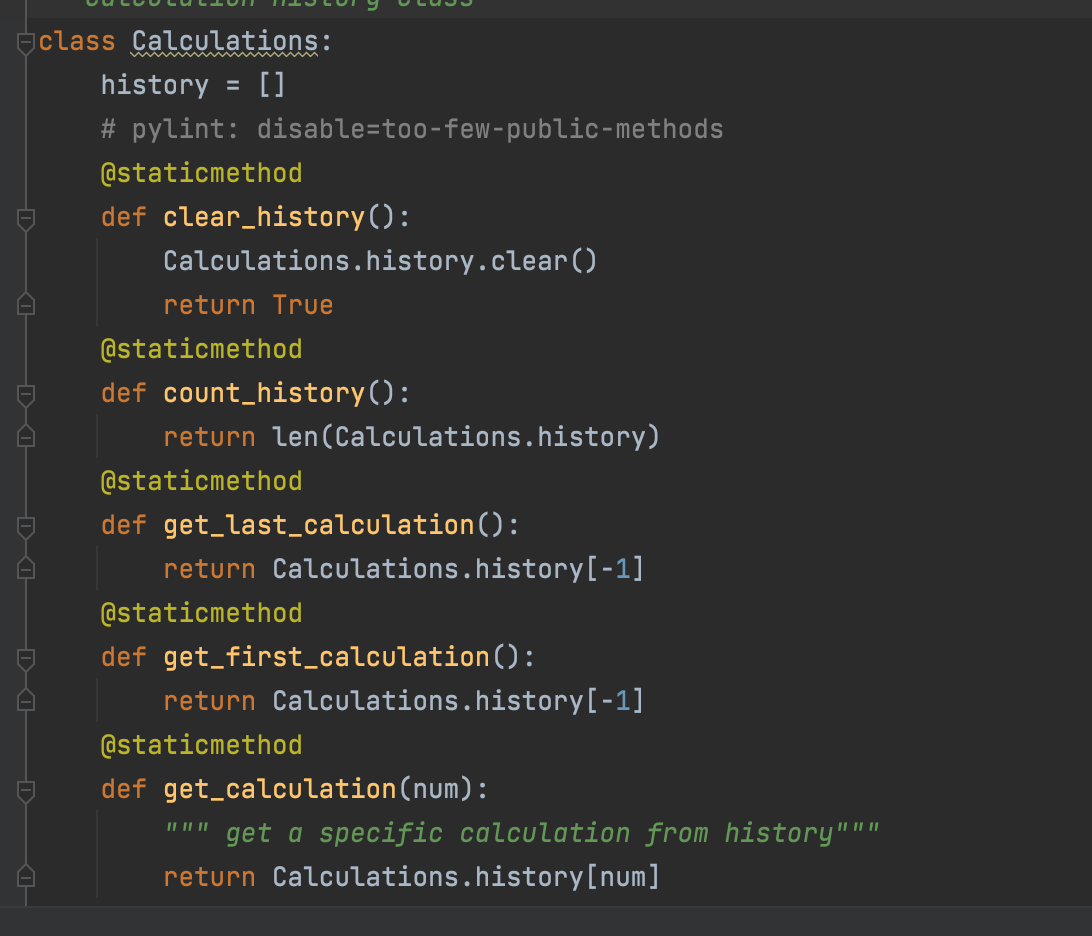 calculation history class
class Calculations:
    history = []
    # pylint: disable=too-few-public-methods
    @staticmethod
    def clear_history():
        Calculations.history.clear()
        return True
    @staticmethod
    def count_history():
        return len(Calculations.history)
    @staticmethod
    def get_last_calculation():
        return Calculations.history[-1]
    @staticmethod
    def get_first_calculation():
        return Calculations.history[-1]
    @staticmethod
    def get_calculation(num):
        """ get a specific calculation from history"""
        return Calculations.history[num]